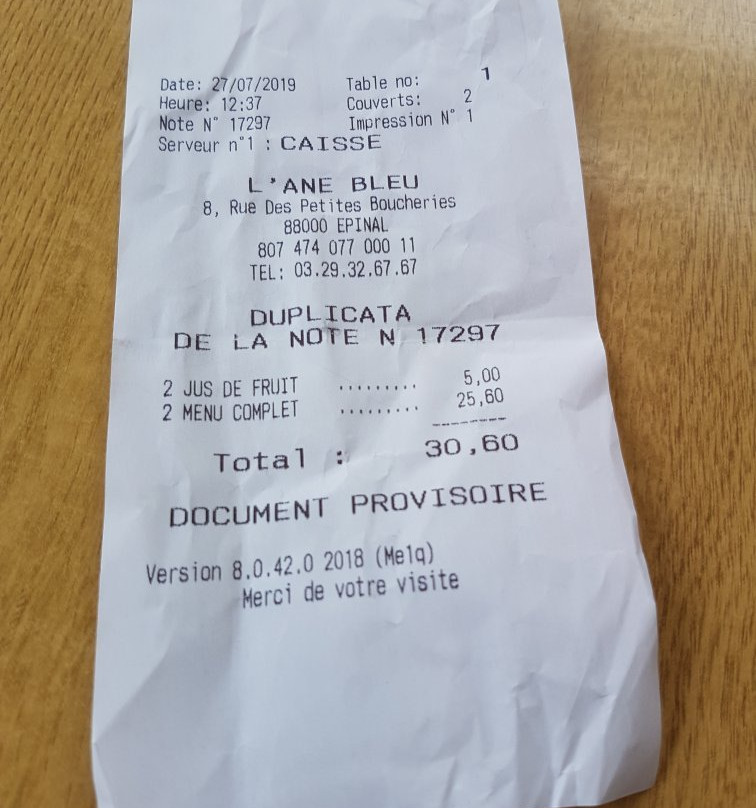 Date: 27/07/2019 Table no: 1
Heure: 12:37 Couverts: 2
Note N° 17297 Impression N° 1
Serveur n°1 : CAISSE
L'ANE BLEU
8, Rue Des Petites Boucheries
88000 EPINAL
807 474 077 000 11
TEL: 03.29.32.67.67
DUPLICATA
DE LA NOTE N 17297
2 JUS DE FRUIT ......... 5,00
2 MENU COMPLET ......... 25,60
--------
Total : 30,60
DOCUMENT PROVISOIRE
Version 8.0.42.0 2018 (Me1q)
Merci de votre visite